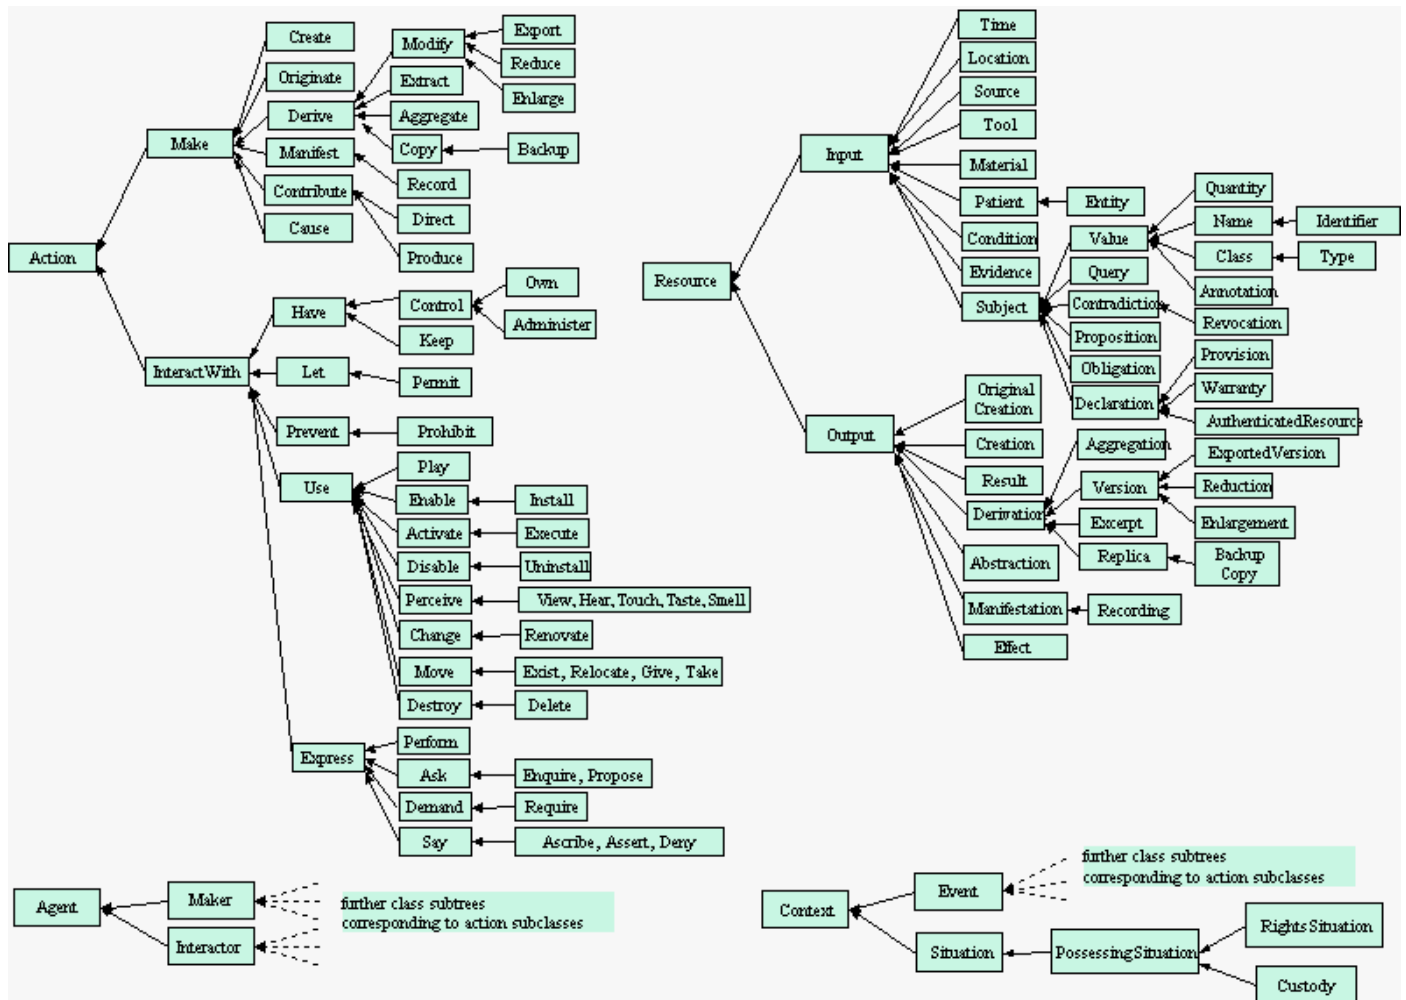 Action
Make
Create
Originate
Derive
Modify
Export
Reduce
Enlarge
Extract
Aggregate
Copy
Backup
Manifest
Record
Contribute
Direct
Produce
Cause
InteractWith
Have
Control
Own
Administer
Keep
Let
Permit
Prevent
Prohibit
Use
Play
Enable
Install
Activate
Execute
Disable
Uninstall
Perceive
View, Hear, Touch, Taste, Smell
Change
Renovate
Move
Exist, Relocate, Give, Take
Destroy
Delete
Express
Perform
Ask
Enquire, Propose
Demand
Require
Say
Ascribe, Assert, Deny
Resource
Input
Time
Location
Source
Tool
Material
Patient
Entity
Condition
Evidence
Subject
Value
Quantity
Name
Identifier
Class
Type
Annotation
Query
Contradiction
Revocation
Proposition
Obligation
Declaration
Provision
Warranty
AuthenticatedResource
Output
Original
Creation
Creation
Result
Derivation
Aggregation
Version
ExportedVersion
Reduction
Enlargement
Excerpt
Replica
Backup
Copy
Abstraction
Manifestation
Recording
Effect
Agent
Maker
Interactor
further class subtrees
corresponding to action subclasses
Context
Event
further class subtrees
corresponding to action subclasses
Situation
PossessingSituation
RightsSituation
Custody